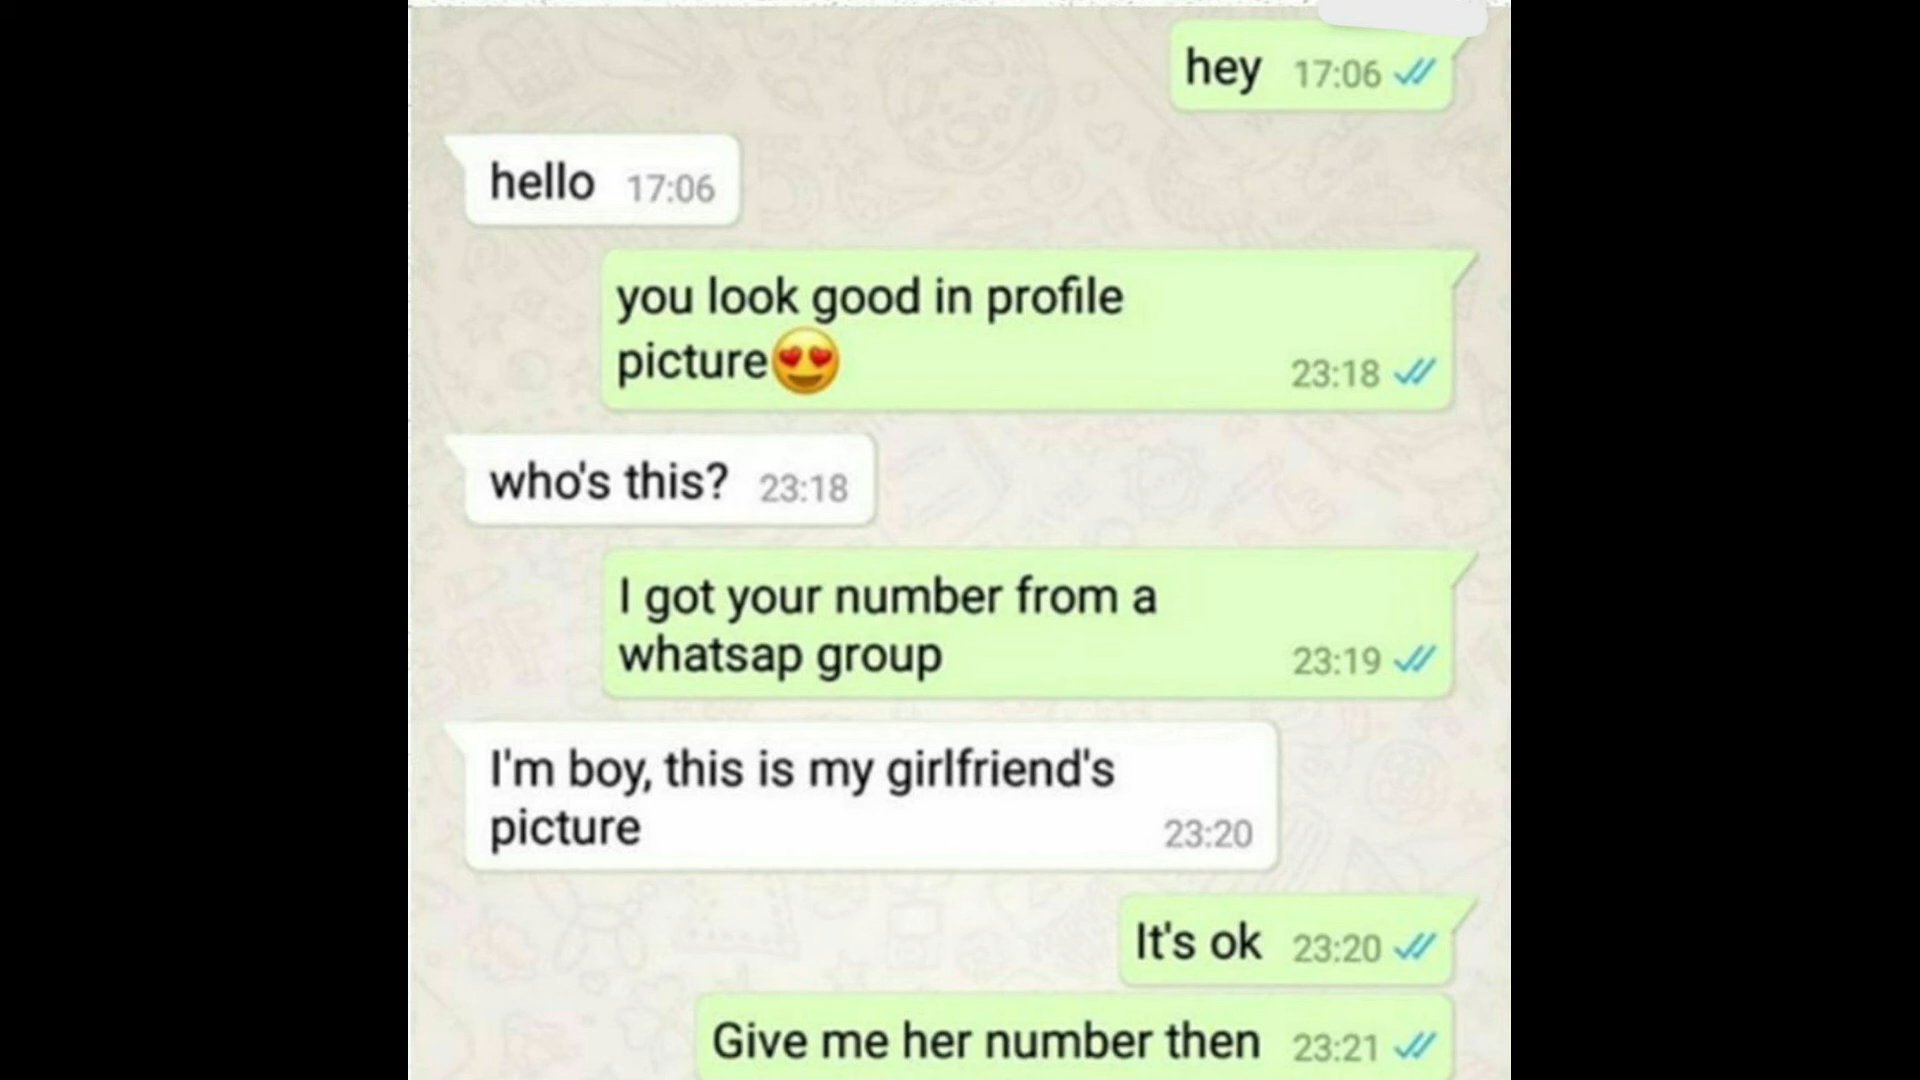 hey 17:06
hello 17:06
you look good in profile
picture😍 23:18
who's this? 23:18
I got your number from a
whatsap group 23:19
I'm boy, this is my girlfriend's
picture 23:20
It's ok 23:20
Give me her number then 23:21